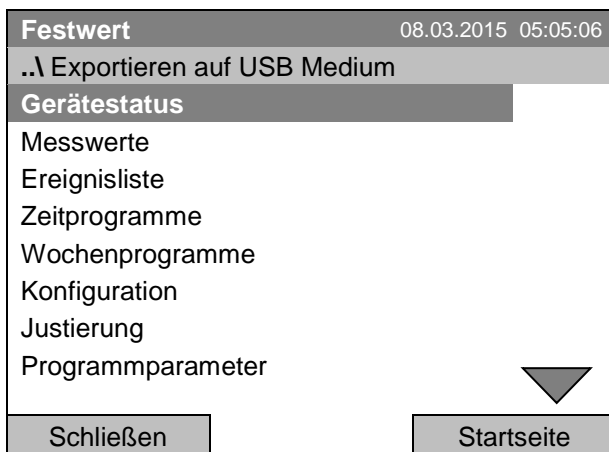 Festwert 08.03.2015 05:05:06
..\ Exportieren auf USB Medium
Gerätestatus
Messwerte
Ereignisliste
Zeitprogramme
Wochenprogramme
Konfiguration
Justierung
Programmparameter
Schließen Startseite